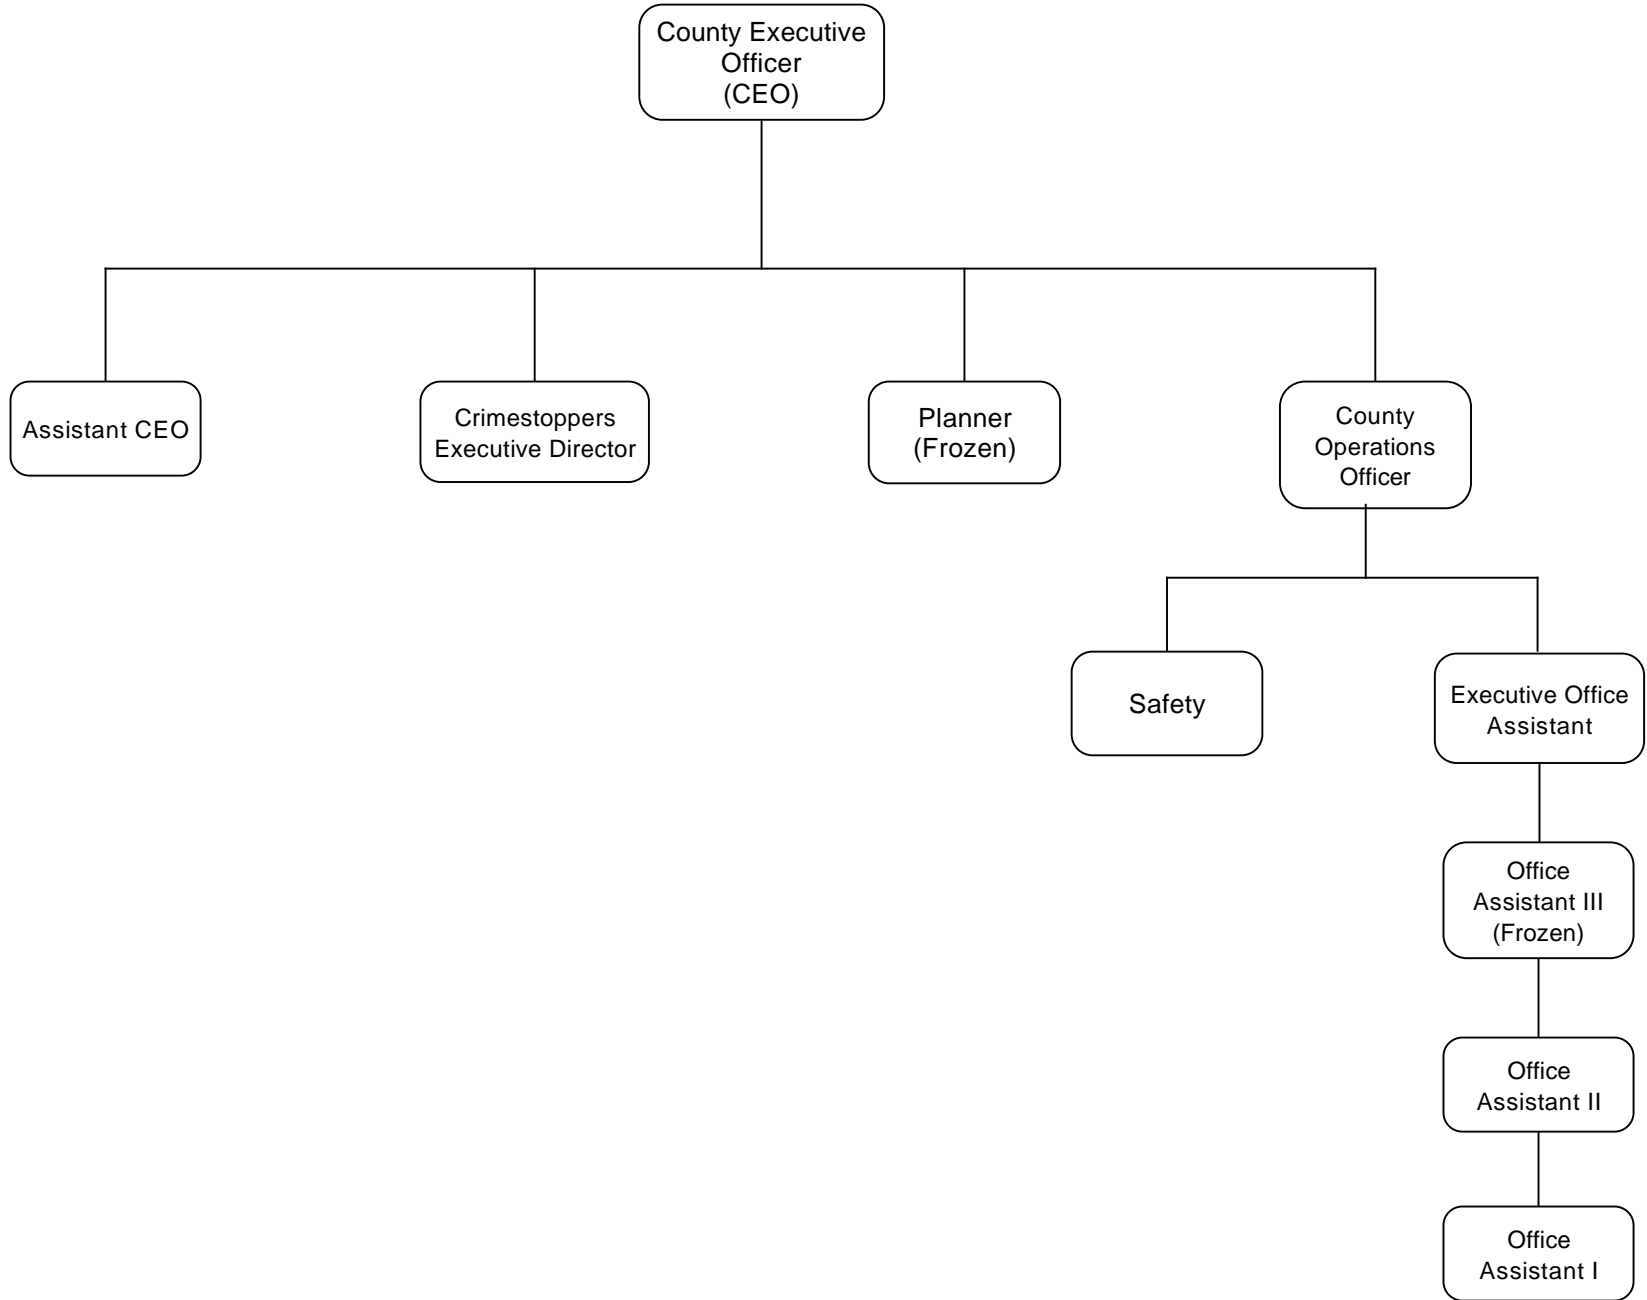 County Executive
Officer
(CEO)
Assistant CEO
Crimestoppers
Executive Director
Planner
(Frozen)
County
Operations
Officer
Safety
Executive Office
Assistant
Office
Assistant III
(Frozen)
Office
Assistant II
Office
Assistant I